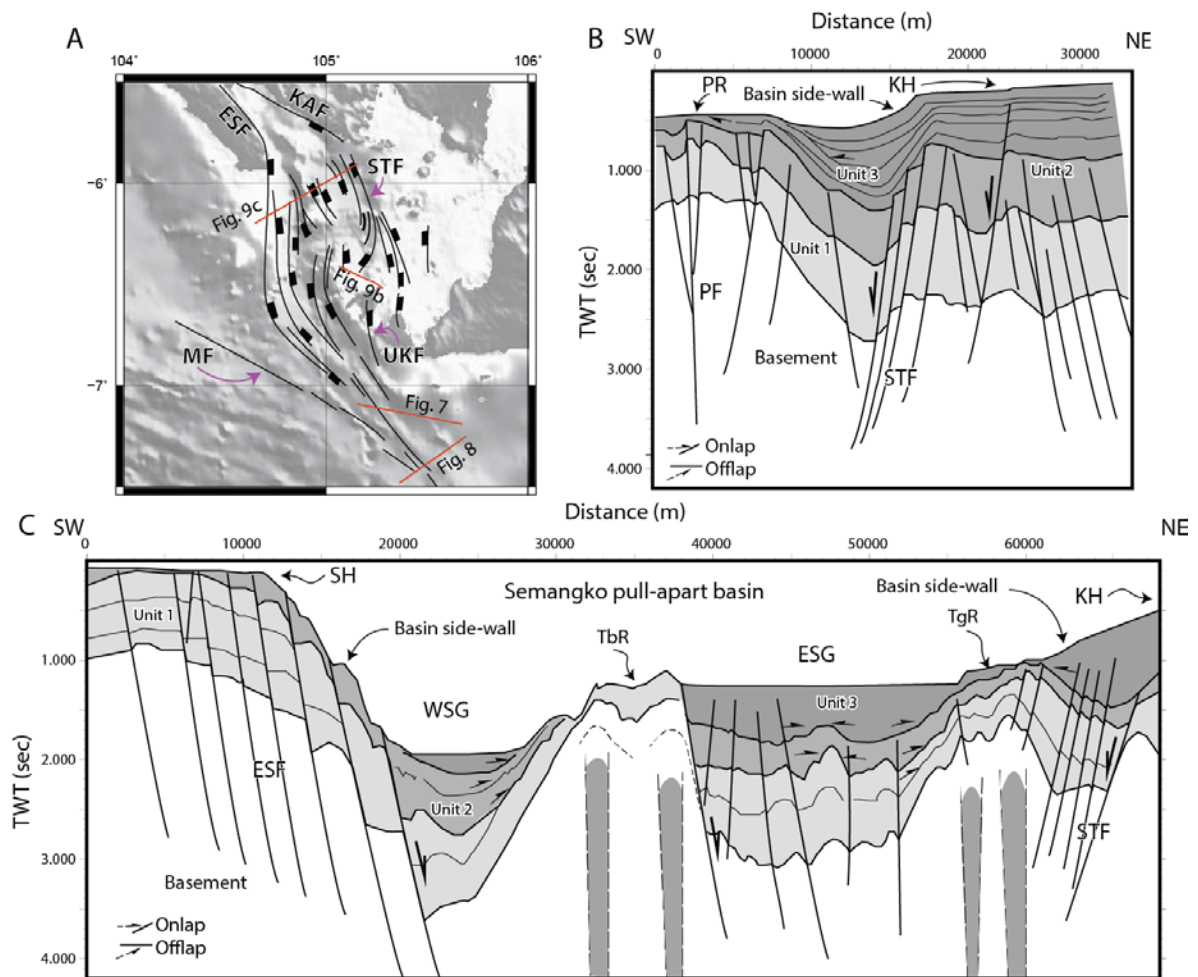 A
104°
105°
106°
KAF
ESF
STF
−6°
Fig. 9c
Fig. 9b
MF
UKF
−7°
Fig. 7
Fig. 8
B
Distance (m)
SW
NE
0
10000
20000
30000
PR
Basin side-wall
KH
1.000
Unit 3
Unit 2
Unit 1
2.000
TWT (sec)
PF
Basement
3.000
STF
Onlap
Offlap
4.000
C
Distance (m)
SW
NE
0
10000
20000
30000
40000
50000
60000
SH
Semangko pull-apart basin
Basin side-wall
KH
Unit 1
Basin side-wall
TbR
ESG
TgR
1.000
WSG
Unit 3
2.000
TWT (sec)
ESF
Unit 2
STF
3.000
Basement
Onlap
Offlap
4.000